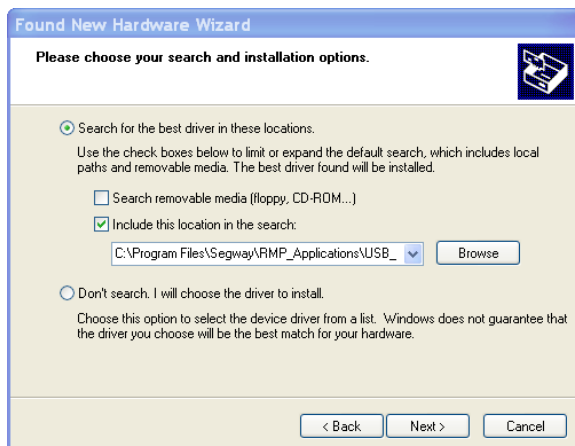 Found New Hardware Wizard
Please choose your search and installation options.
Search for the best driver in these locations.
Use the check boxes below to limit or expand the default search, which includes local
paths and removable media. The best driver found will be installed.
Search removable media (floppy, CD-ROM...)
Include this location in the search:
C:\Program Files\Segway\RMP_Applications\USB_
Browse
Don't search. I will choose the driver to install.
Choose this option to select the device driver from a list. Windows does not guarantee that
the driver you choose will be the best match for your hardware.
< Back Next > Cancel